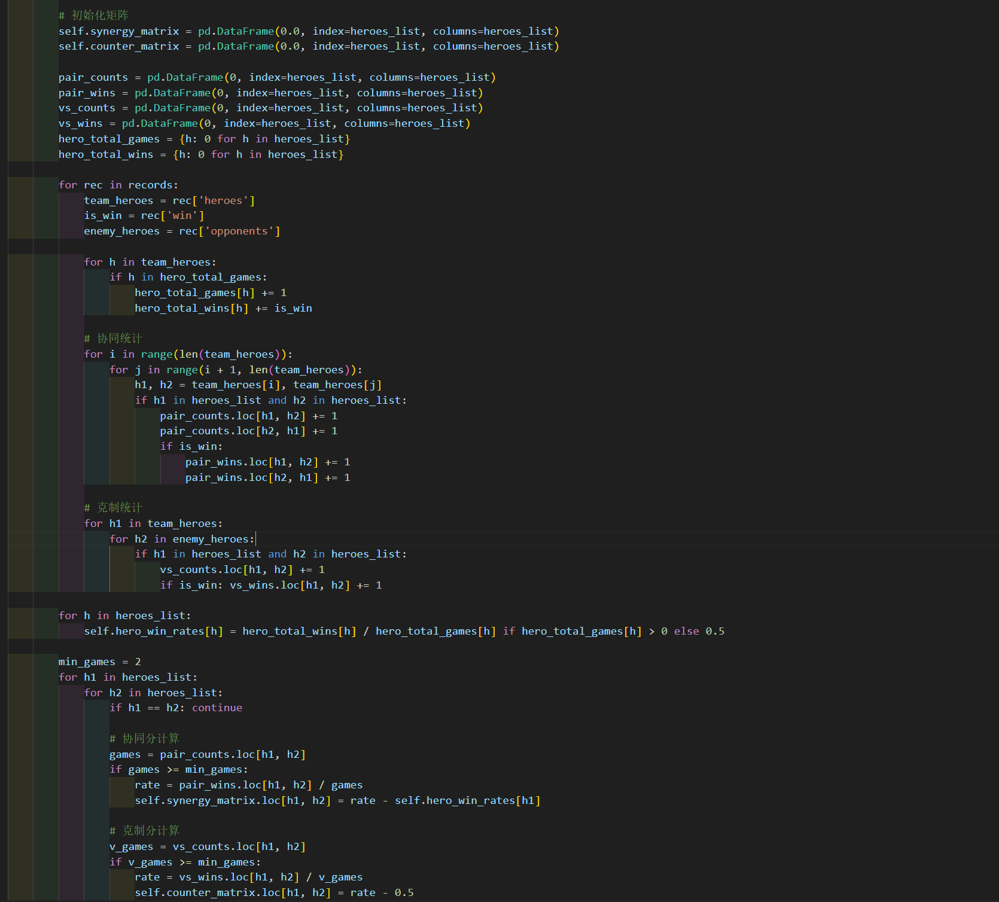 # 初始化矩阵
self.synergy_matrix = pd.DataFrame(0.0, index=heroes_list, columns=heroes_list)
self.counter_matrix = pd.DataFrame(0.0, index=heroes_list, columns=heroes_list)
pair_counts = pd.DataFrame(0, index=heroes_list, columns=heroes_list)
pair_wins = pd.DataFrame(0, index=heroes_list, columns=heroes_list)
vs_counts = pd.DataFrame(0, index=heroes_list, columns=heroes_list)
vs_wins = pd.DataFrame(0, index=heroes_list, columns=heroes_list)
hero_total_games = {h: 0 for h in heroes_list}
hero_total_wins = {h: 0 for h in heroes_list}
for rec in records:
team_heroes = rec['heroes']
is_win = rec['win']
enemy_heroes = rec['opponents']
for h in team_heroes:
if h in hero_total_games:
hero_total_games[h] += 1
hero_total_wins[h] += is_win
# 协同统计
for i in range(len(team_heroes)):
for j in range(i + 1, len(team_heroes)):
h1, h2 = team_heroes[i], team_heroes[j]
if h1 in heroes_list and h2 in heroes_list:
pair_counts.loc[h1, h2] += 1
pair_counts.loc[h2, h1] += 1
if is_win:
pair_wins.loc[h1, h2] += 1
pair_wins.loc[h2, h1] += 1
# 克制统计
for h1 in team_heroes:
for h2 in enemy_heroes:
if h1 in heroes_list and h2 in heroes_list:
vs_counts.loc[h1, h2] += 1
if is_win: vs_wins.loc[h1, h2] += 1
for h in heroes_list:
self.hero_win_rates[h] = hero_total_wins[h] / hero_total_games[h] if hero_total_games[h] > 0 else 0.5
min_games = 2
for h1 in heroes_list:
for h2 in heroes_list:
if h1 == h2: continue
# 协同分计算
games = pair_counts.loc[h1, h2]
if games >= min_games:
rate = pair_wins.loc[h1, h2] / games
self.synergy_matrix.loc[h1, h2] = rate - self.hero_win_rates[h1]
# 克制分计算
v_games = vs_counts.loc[h1, h2]
if v_games >= min_games:
rate = vs_wins.loc[h1, h2] / v_games
self.counter_matrix.loc[h1, h2] = rate - 0.5